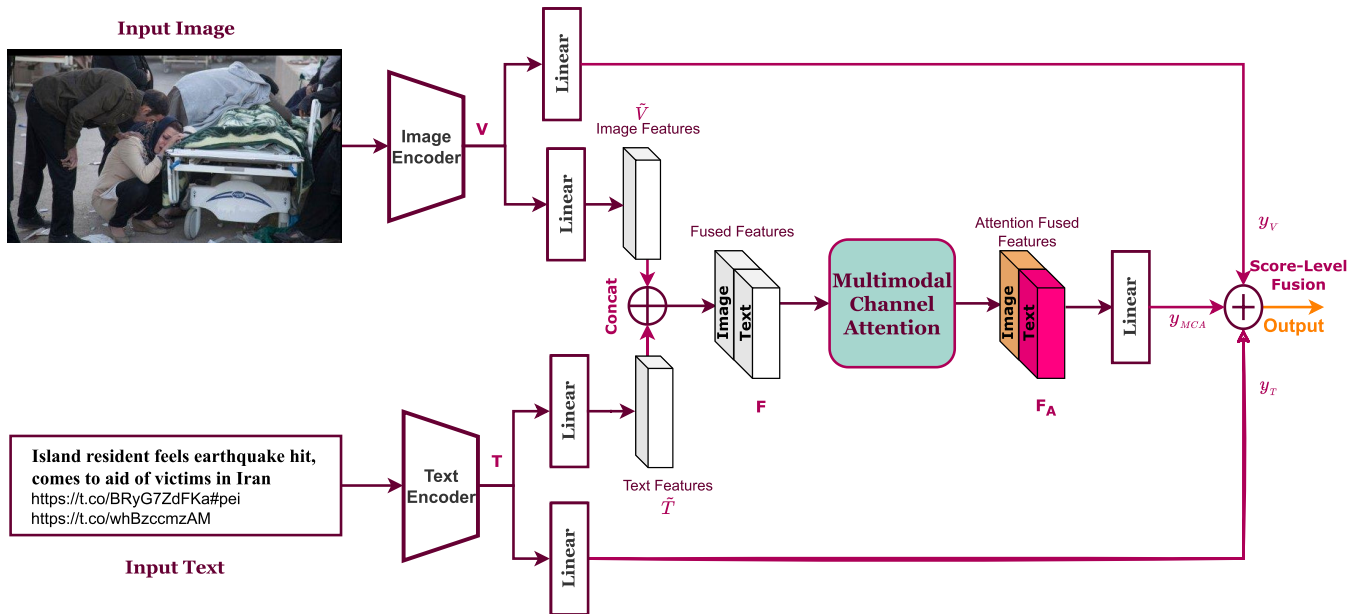 Input Image
Image
Encoder
V
Linear
Linear
Ṽ
Image Features
Concat
Fused Features
Image
Text
F
Multimodal
Channel
Attention
Attention Fused
Features
Image
Text
F_A
Linear
y_V
y_MCA
y_T
Score-Level
Fusion
Output
Island resident feels earthquake hit,
comes to aid of victims in Iran
https://t.co/BRyG7ZdFKa#pei
https://t.co/whBzccmzAM
Input Text
Text
Encoder
T
Linear
Linear
Text Features
T̃